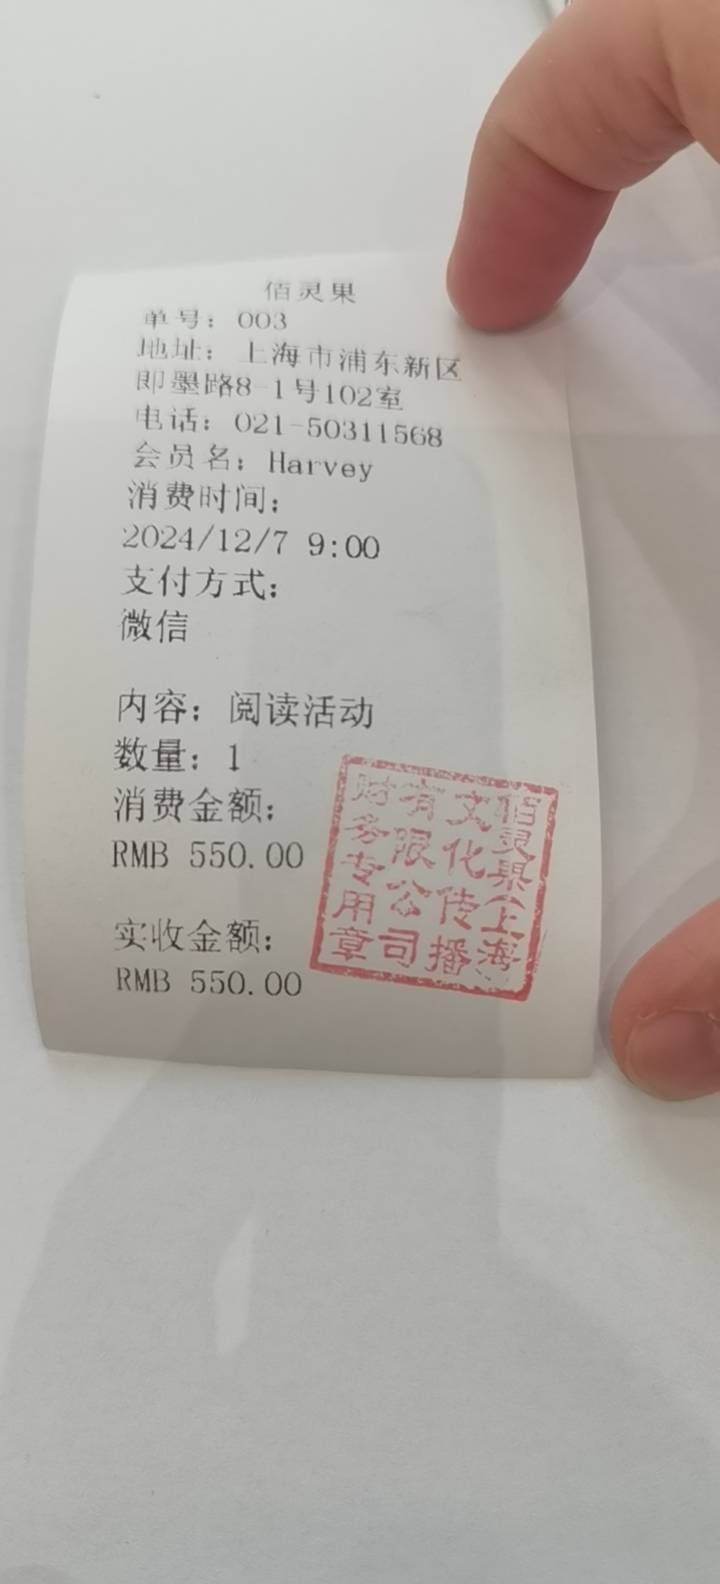 佰灵果
单号：003
地址：上海市浦东新区
即墨路8-1号102室
电话：021-50311568
会员名：Harvey
消费时间：
2024/12/7 9:00
支付方式：
微信
内容：阅读活动
数量：1
消费金额：
RMB 550.00
实收金额：
RMB 550.00
佰灵果（上海
文化传播
有限公司
财务专用章